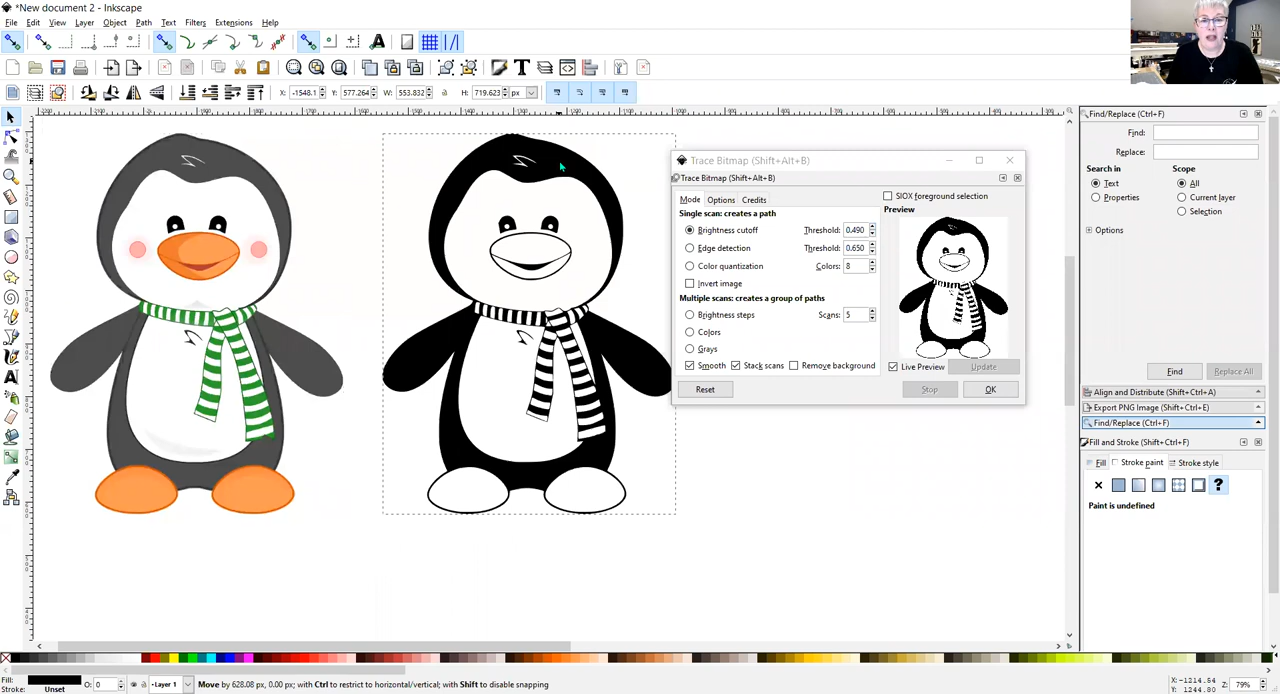 *New document 2 - Inkscape
File Edit View Layer Object Path Text Filters Extensions Help
X: -1548.1 Y: 577.264 W: 553.832 H: 719.623 px
Trace Bitmap (Shift+Alt+B)
Trace Bitmap (Shift+Alt+B)
Mode Options Credits
SIOX foreground selection
Single scan: creates a path
Preview
Brightness cutoff Threshold: 0.490
Edge detection Threshold: 0.650
Color quantization Colors: 8
Invert image
Multiple scans: creates a group of paths
Brightness steps Scans: 5
Colors
Grays
Smooth Stack scans Remove background
Live Preview Update
Reset Stop OK
Find/Replace (Ctrl+F)
Find:
Replace:
Search in Scope
Text All
Properties Current layer
Selection
Options
Find Replace All
Align and Distribute (Shift+Ctrl+A)
Export PNG Image (Shift+Ctrl+E)
Find/Replace (Ctrl+F)
Fill and Stroke (Shift+Ctrl+F)
Fill Stroke paint Stroke style
Paint is undefined
Fill:
Stroke: Unset
O: 0
Layer 1
Move by 628.08 px, 0.00 px; with Ctrl to restrict to horizontal/vertical; with Shift to disable snapping
X: -1214.54
Y: 1244.89
Z: 79%